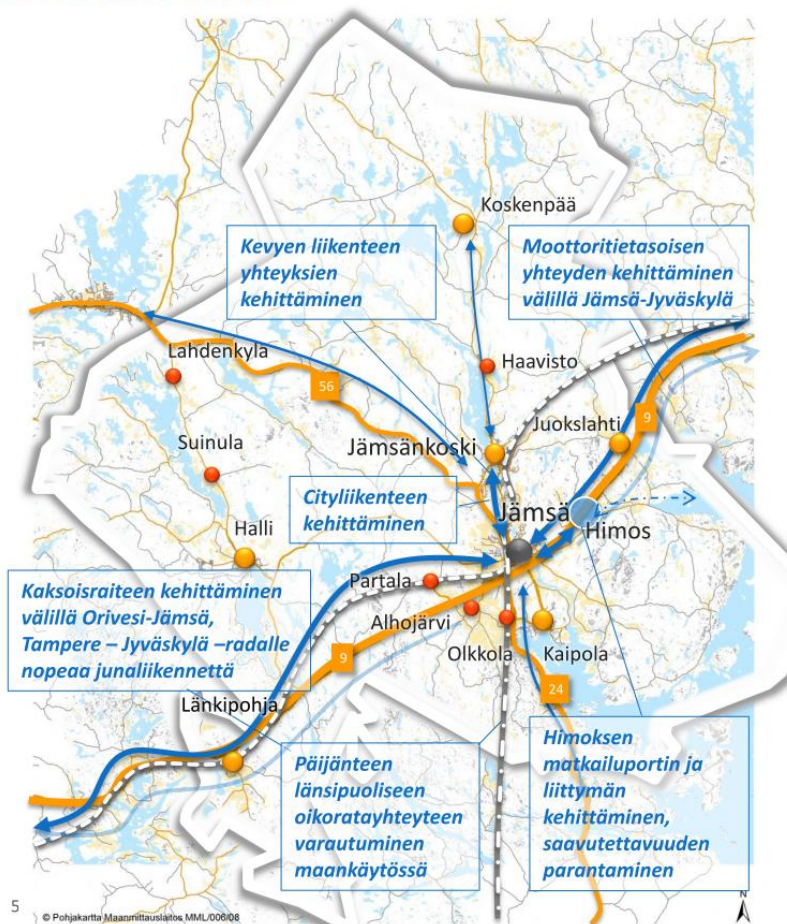 Koskenpää
Kevyen liikenteen
yhteyksien
kehittäminen
Moottoritietasoisen
yhteyden kehittäminen
välillä Jämsä-Jyväskylä
Lahdenkylä
Haavisto
56
9
Juokslahti
Suinula
Jämsänkoski
Cityliikenteen
kehittäminen
Jämsä
Himos
Halli
Partala
Kaksoisraiteen kehittäminen
välillä Orivesi-Jämsä,
Tampere – Jyväskylä –radalle
nopeaa junaliikennettä
Alhojärvi
Olkkola
Kaipola
9
24
Länkipohja
Päijänteen
länsipuoliseen
oikoratayhteyteen
varautuminen
maankäytössä
Himoksen
matkailuportin ja
liittymän
kehittäminen,
saavutettavuuden
parantaminen
5
© Pohjakartta Maanmittauslaitos MML/006/08
N